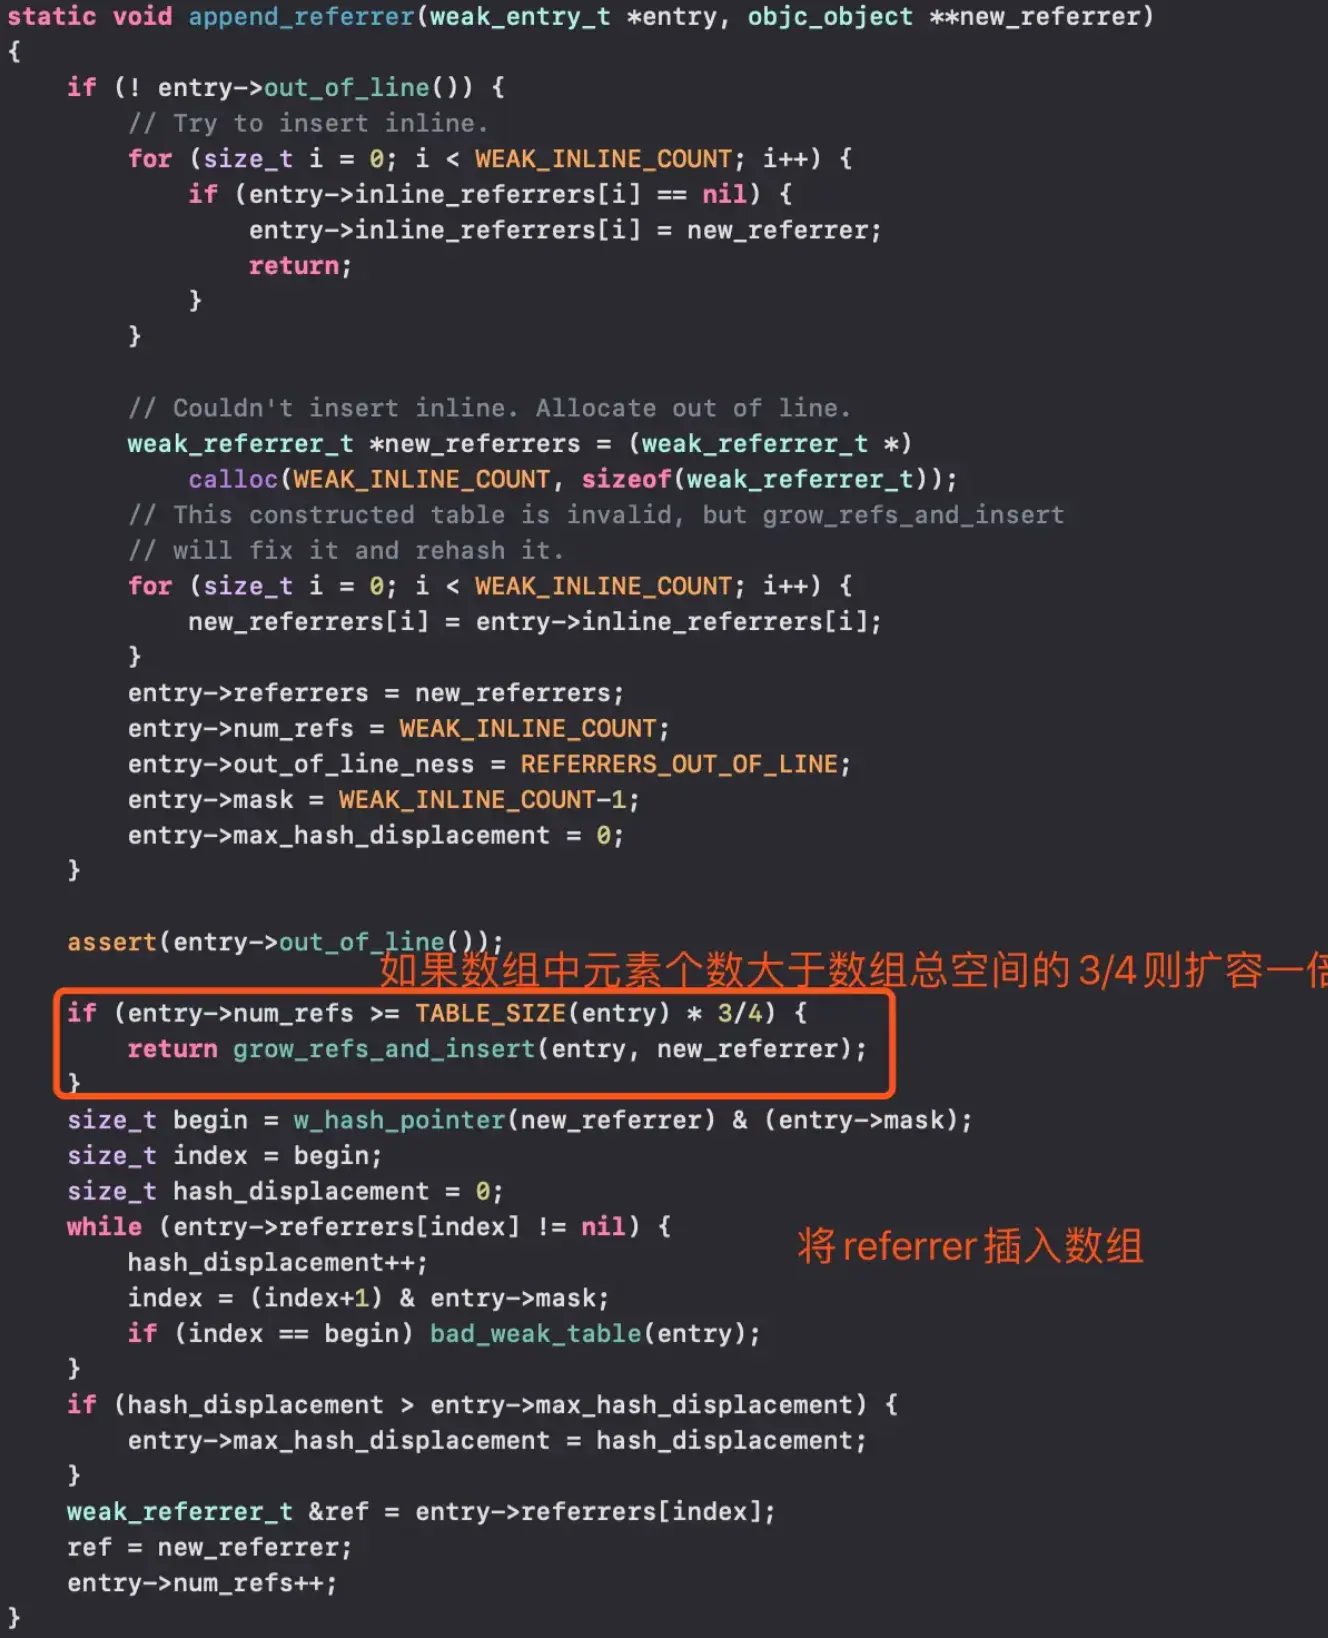 static void append_referrer(weak_entry_t *entry, objc_object **new_referrer)
{
    if (! entry->out_of_line()) {
        // Try to insert inline.
        for (size_t i = 0; i < WEAK_INLINE_COUNT; i++) {
            if (entry->inline_referrers[i] == nil) {
                entry->inline_referrers[i] = new_referrer;
                return;
            }
        }

        // Couldn't insert inline. Allocate out of line.
        weak_referrer_t *new_referrers = (weak_referrer_t *)
            calloc(WEAK_INLINE_COUNT, sizeof(weak_referrer_t));
        // This constructed table is invalid, but grow_refs_and_insert
        // will fix it and rehash it.
        for (size_t i = 0; i < WEAK_INLINE_COUNT; i++) {
            new_referrers[i] = entry->inline_referrers[i];
        }
        entry->referrers = new_referrers;
        entry->num_refs = WEAK_INLINE_COUNT;
        entry->out_of_line_ness = REFERRERS_OUT_OF_LINE;
        entry->mask = WEAK_INLINE_COUNT-1;
        entry->max_hash_displacement = 0;
    }

    assert(entry->out_of_line());
如果数组中元素个数大于数组总空间的3/4则扩容一倍
    if (entry->num_refs >= TABLE_SIZE(entry) * 3/4) {
        return grow_refs_and_insert(entry, new_referrer);
    }
    size_t begin = w_hash_pointer(new_referrer) & (entry->mask);
    size_t index = begin;
    size_t hash_displacement = 0;
    while (entry->referrers[index] != nil) {
将referrer插入数组
        hash_displacement++;
        index = (index+1) & entry->mask;
        if (index == begin) bad_weak_table(entry);
    }
    if (hash_displacement > entry->max_hash_displacement) {
        entry->max_hash_displacement = hash_displacement;
    }
    weak_referrer_t &ref = entry->referrers[index];
    ref = new_referrer;
    entry->num_refs++;
}